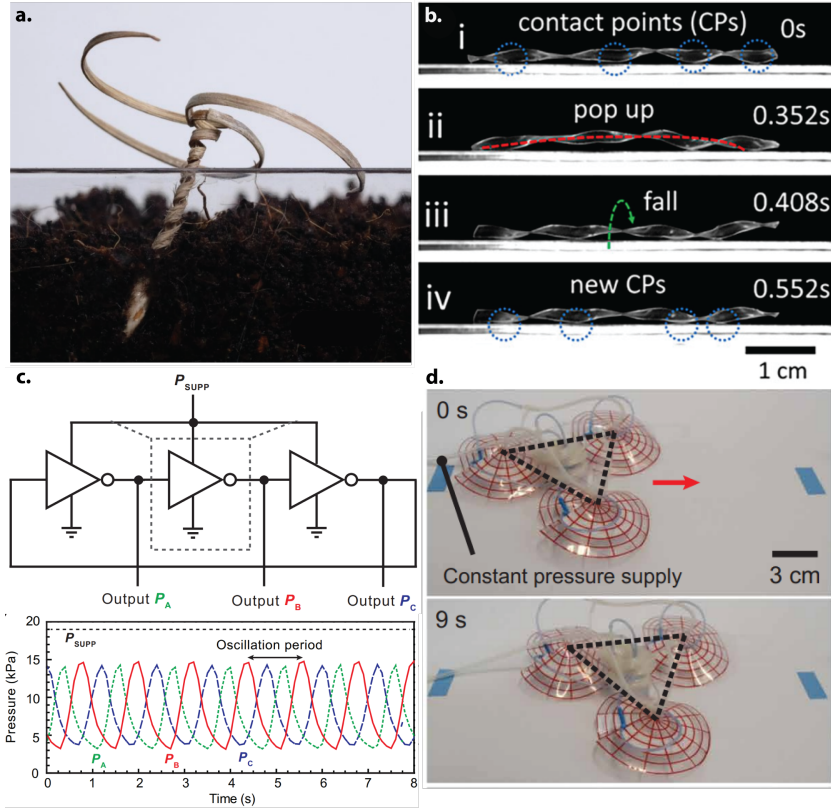 a.
b.
i
contact points (CPs)
0s
ii
pop up
0.352s
iii
fall
0.408s
iv
new CPs
0.552s
1 cm
c.
PSUPP
Output PA
Output PB
Output PC
Pressure (kPa)
20
15
10
5
0
PSUPP
Oscillation period
PA
PB
PC
0 1 2 3 4 5 6 7 8
Time (s)
d.
0 s
Constant pressure supply
3 cm
9 s